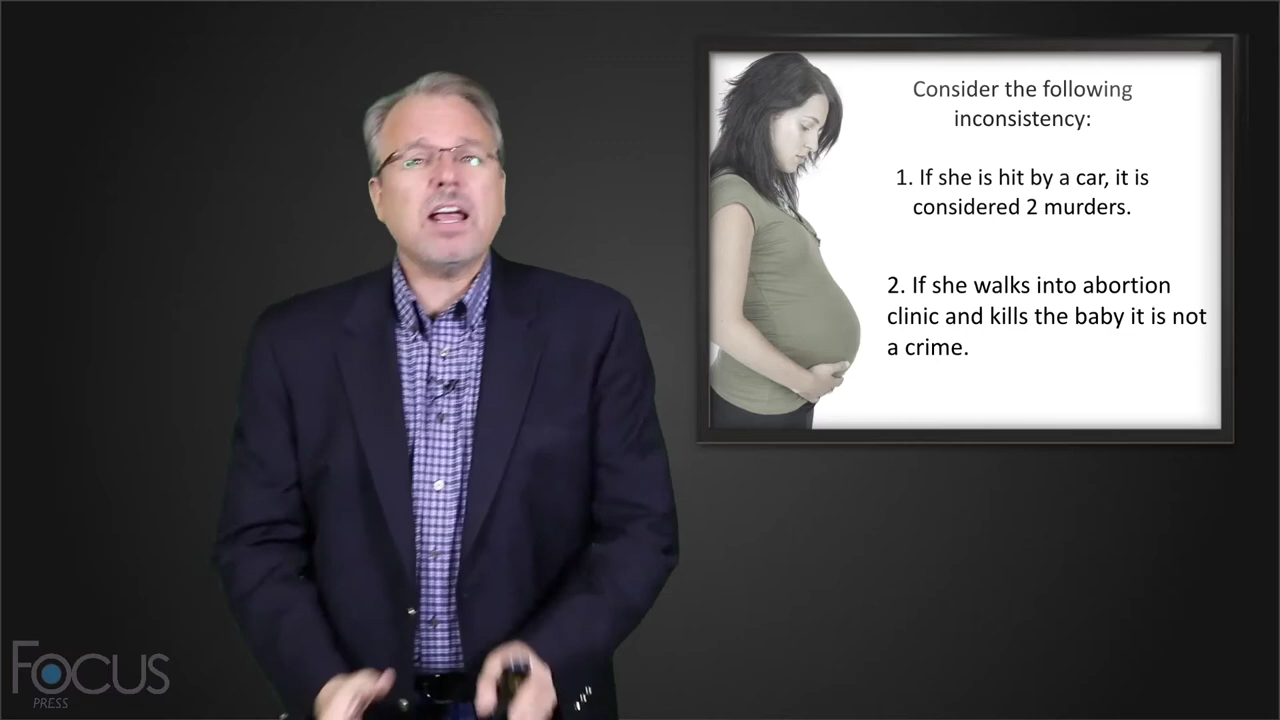 Consider the following
inconsistency:
1. If she is hit by a car, it is
considered 2 murders.
2. If she walks into abortion
clinic and kills the baby it is not
a crime.
FOCUS
PRESS